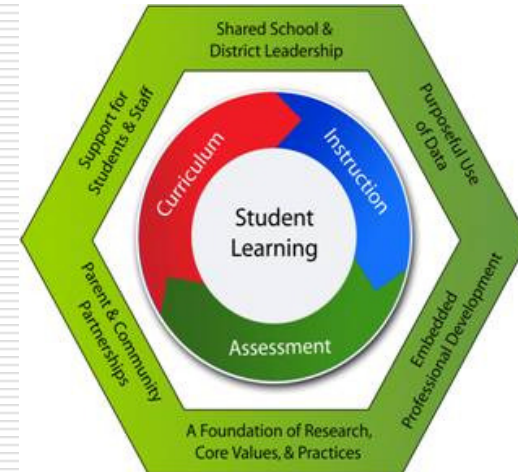 Shared School &
District Leadership
Support for
Students & Staff
Purposeful Use
of Data
Curriculum
Instruction
Student
Learning
Assessment
Parent & Community
Partnerships
Embedded
Professional Development
A Foundation of Research,
Core Values, & Practices